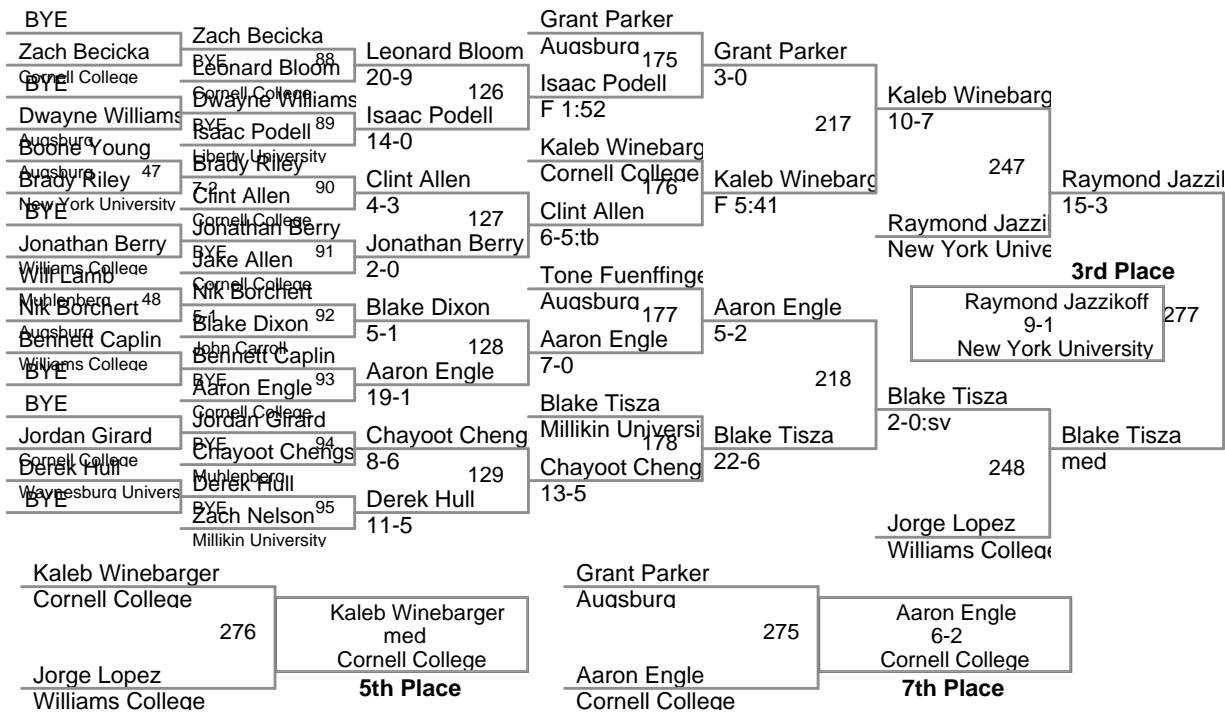 BYE
Zach Becicka
Cornell College
BYE
Dwayne Williams
Augsburg
Boone Young
Augsburg
47
Brady Riley
New York University
BYE
Jonathan Berry
Williams College
Will Lamb
Muhlenberg
48
Nik Borchert
Augsburg
Bennett Caplin
Williams College
BYE
BYE
Jordan Girard
Cornell College
Derek Hull
Waynesburg Univers
BYE
Zach Becicka
BYE
88
Leonard Bloom
Cornell College
Dwayne Williams
BYE
89
Isaac Podell
Liberty University
Brady Riley
7-2
90
Clint Allen
Cornell College
Jonathan Berry
BYE
91
Jake Allen
Cornell College
Nik Borchert
5-1
92
Blake Dixon
John Carroll
Bennett Caplin
BYE
93
Aaron Engle
Cornell College
Jordan Girard
BYE
94
Chayoot Chengs
Muhlenberg
Derek Hull
BYE
95
Zach Nelson
Millikin University
Leonard Bloom
20-9
126
Isaac Podell
14-0
Clint Allen
4-3
127
Jonathan Berry
2-0
Blake Dixon
5-1
128
Aaron Engle
19-1
Chayoot Cheng
8-6
129
Derek Hull
11-5
Grant Parker
Augsburg
175
Isaac Podell
F 1:52
Kaleb Winebarg
Cornell College
176
Clint Allen
6-5:tb
Tone Fuenffinge
Augsburg
177
Aaron Engle
7-0
Blake Tisza
Millikin Universi
178
Chayoot Cheng
13-5
Grant Parker
3-0
217
Kaleb Winebarg
F 5:41
Aaron Engle
5-2
218
Blake Tisza
22-6
Kaleb Winebarg
10-7
247
Raymond Jazzi
New York Unive
Blake Tisza
2-0:sv
248
Jorge Lopez
Williams College
Raymond Jazzil
15-3
3rd Place
Raymond Jazzikoff
9-1
New York University
277
Blake Tisza
med
Kaleb Winebarger
Cornell College
276
Jorge Lopez
Williams College
Kaleb Winebarger
med
Cornell College
5th Place
Grant Parker
Augsburg
275
Aaron Engle
Cornell College
Aaron Engle
6-2
Cornell College
7th Place